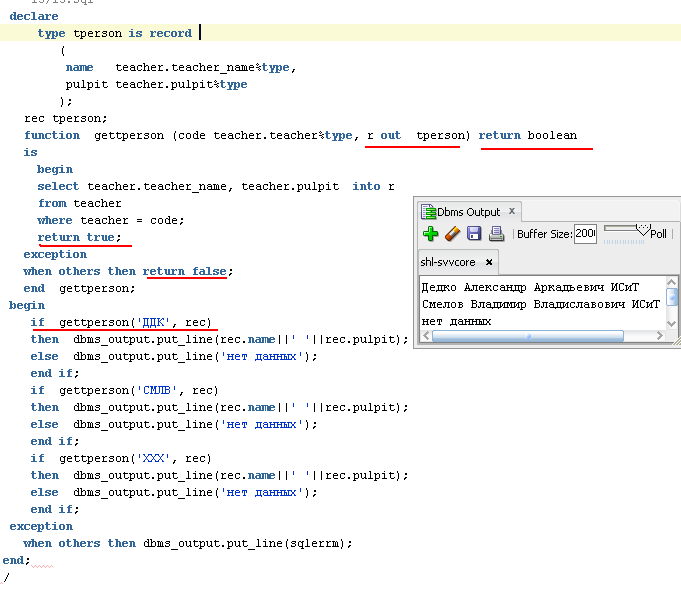 declare
type tperson is record
(
name teacher.teacher_name%type,
pulpit teacher.pulpit%type
);
rec tperson;
function gettperson (code teacher.teacher%type, r out tperson) return boolean
is
begin
select teacher.teacher_name, teacher.pulpit into r
from teacher
where teacher = code;
return true;
exception
when others then return false;
end gettperson;
begin
if gettperson('ДДК', rec)
then dbms_output.put_line(rec.name||' '||rec.pulpit);
else dbms_output.put_line('нет данных');
end if;
if gettperson('СМЛВ', rec)
then dbms_output.put_line(rec.name||' '||rec.pulpit);
else dbms_output.put_line('нет данных');
end if;
if gettperson('XXX', rec)
then dbms_output.put_line(rec.name||' '||rec.pulpit);
else dbms_output.put_line('нет данных');
end if;
exception
when others then dbms_output.put_line(sqlerrm);
end;
/
Dbms Output x
Buffer Size: 200 Poll
shl-svvcore
Дедко Александр Аркадьевич ИСиТ
Смелов Владимир Владиславович ИСиТ
нет данных